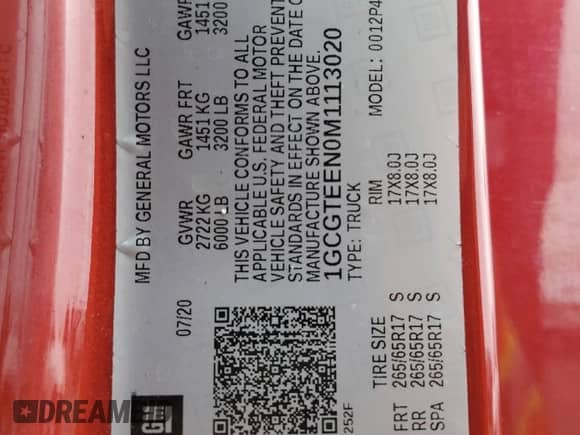 MFD BY GENERAL MOTORS LLC
07/20
GVWR
2722 KG
6000 LB
GAWR FRT
1451 KG
3200 LB
1451
3200
THIS VEHICLE CONFORMS TO ALL
APPLICABLE U.S. FEDERAL MOTOR
VEHICLE SAFETY AND THEFT PREVENT
STANDARDS IN EFFECT ON THE DATE O
MANUFACTURE SHOWN ABOVE.
1GCGTEEN0M1113020
TYPE: TRUCK
MODEL:
TIRE SIZE
RIM
FRT 265/65R17 S 17X8.0J
RR 265/65R17 S 17X8.0J
SPA 265/65R17 S 17X8.0J
252F
GM